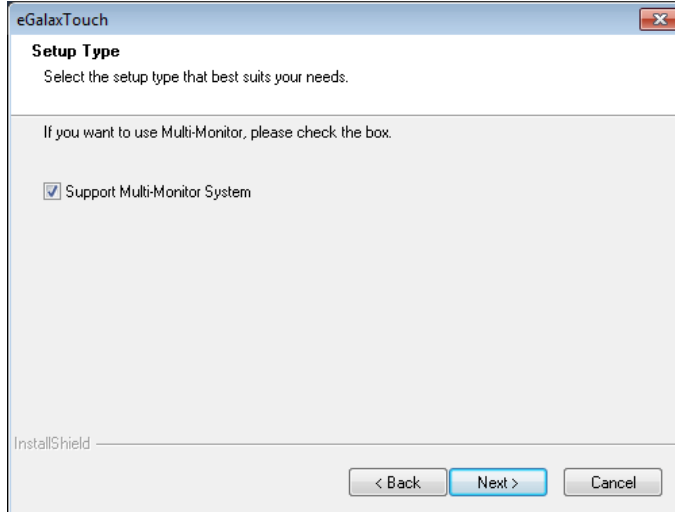 eGalaxTouch
Setup Type
Select the setup type that best suits your needs.
If you want to use Multi-Monitor, please check the box.
Support Multi-Monitor System
InstallShield
< Back Next > Cancel